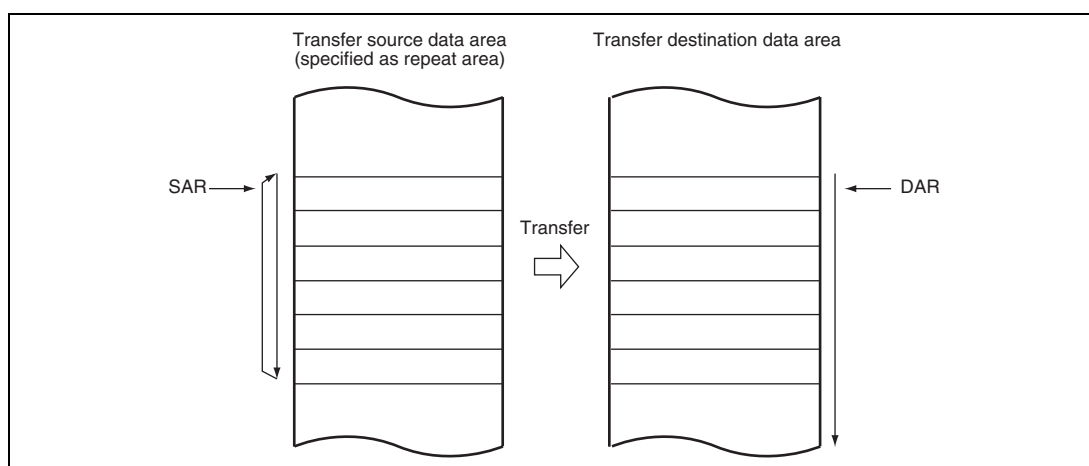 Transfer source data area
(specified as repeat area)
Transfer destination data area
SAR
Transfer
DAR